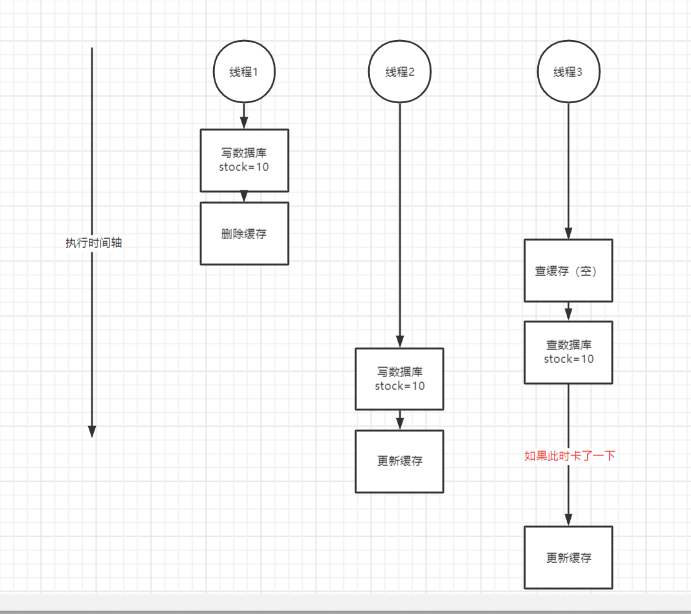 线程1
线程2
线程3
写数据库
stock=10
删除缓存
执行时间轴
查缓存（空）
查数据库
stock=10
写数据库
stock=10
更新缓存
如果此时卡了一下
更新缓存